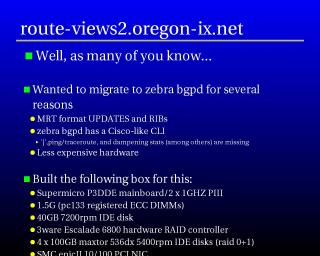 route-views2.oregon-ix.net
Well, as many of you know...
Wanted to migrate to zebra bgpd for several
reasons
MRT format UPDATES and RIBs
zebra bgpd has a Cisco-like CLI
'|',ping/traceroute, and dampening stats (among others) are missing
Less expensive hardware
Built the following box for this:
Supermicro P3DDE mainboard/2 x 1GHZ PIII
1.5G (pc133 registered ECC DIMMs)
40GB 7200rpm IDE disk
3ware Escalade 6800 hardware RAID controller
4 x 100GB maxtor 536dx 5400rpm IDE disks (raid 0+1)
SMC epicII 10/100 PCI NIC